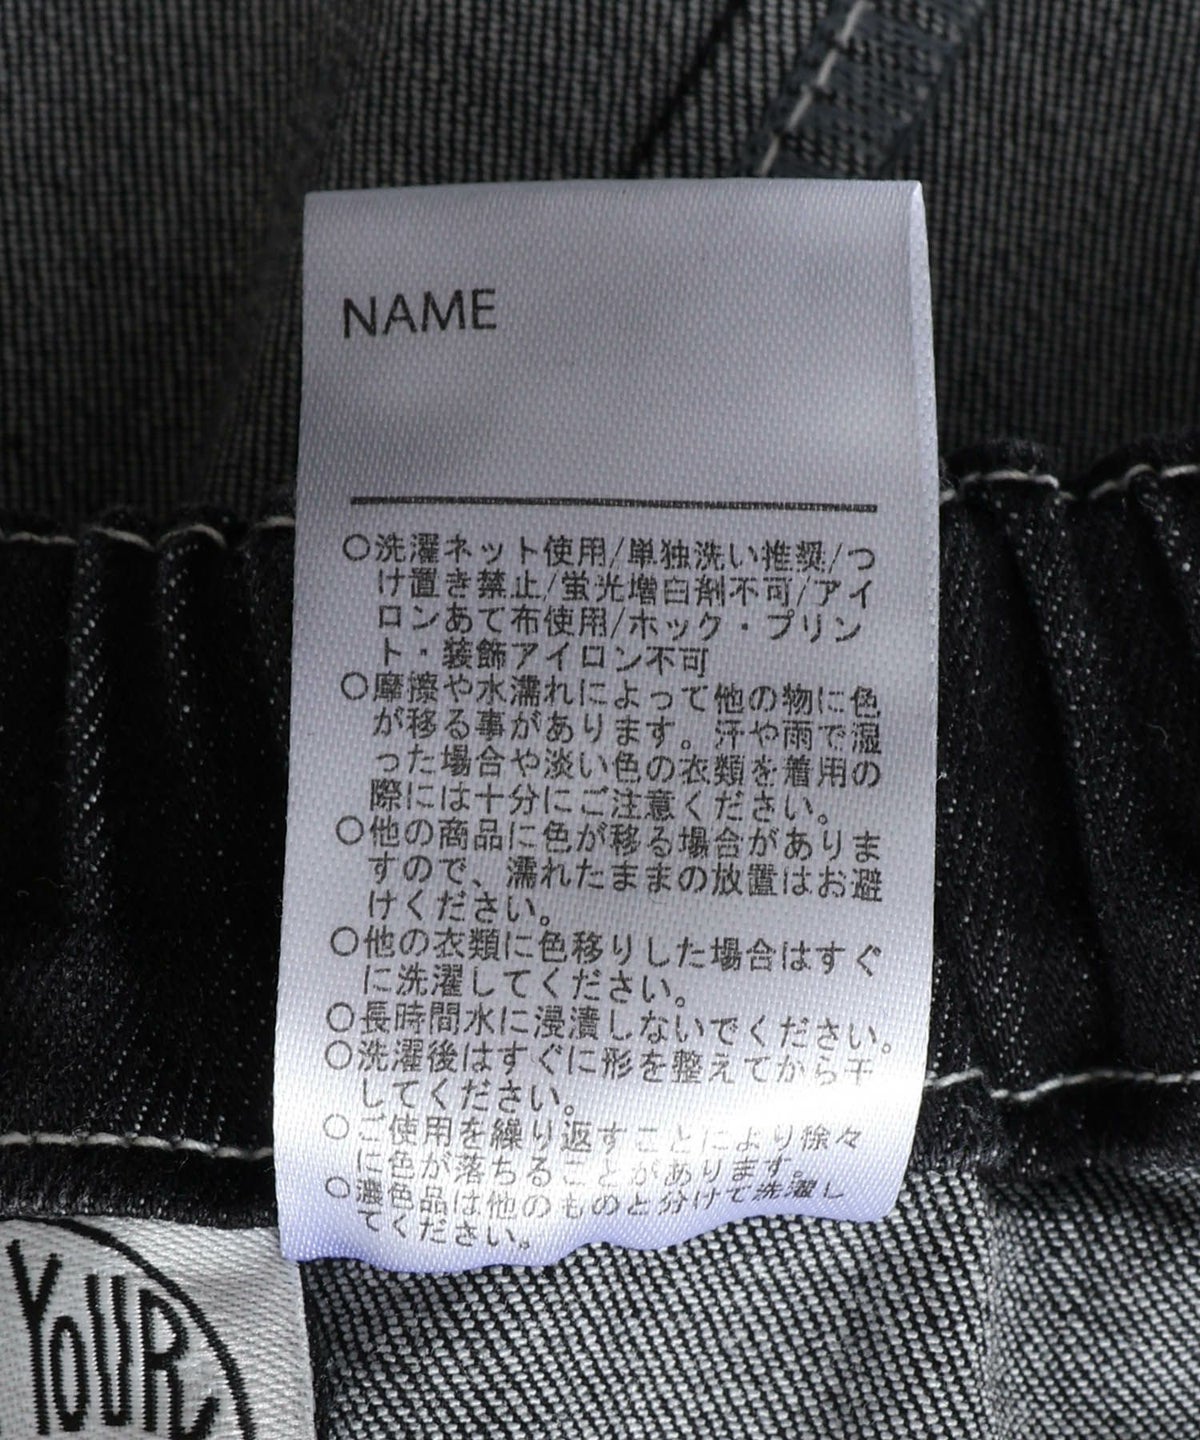 NAME
○洗濯ネット使用/単独洗い推奨/つ
け置き禁止/蛍光増白剤不可/アイ
ロンあて布使用/ホック・プリン
ト・装飾アイロン不可
○摩擦や水濡れによって他の物に色
が移る事があります。汗や雨で湿
った場合や淡い色の衣類を着用の
際には十分にご注意ください。
○他の商品に色が移る場合がありま
すので、濡れたままの放置はお避
けください。
○他の衣類に色移りした場合はすぐ
に洗濯してください。
○長時間水に浸漬しないでください。
○洗濯後はすぐに形を整えてから干
してください。
○ご使用を繰り返すことにより徐々
に色が落ちることがあります。
○濃色品は他のものと分けて洗濯し
てください。
YOUR